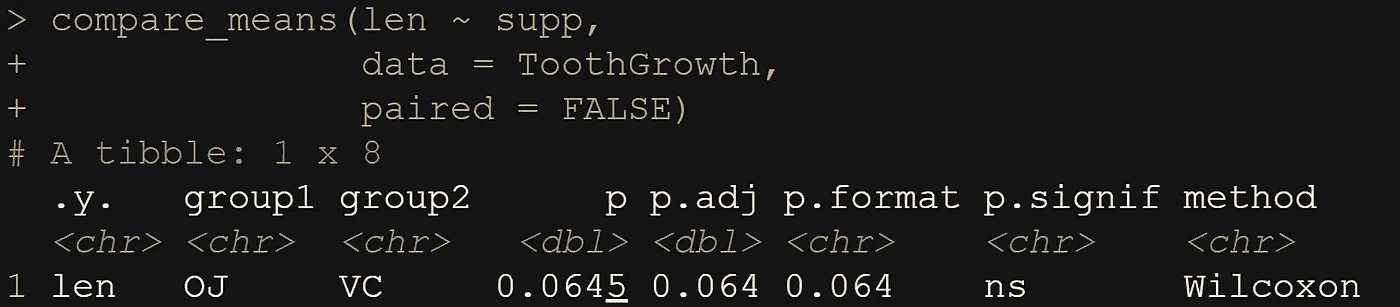 > compare_means(len ~ supp,
+               data = ToothGrowth,
+               paired = FALSE)
# A tibble: 1 x 8
  .y.   group1 group2      p p.adj p.format p.signif method
  <chr> <chr>  <chr>   <dbl> <dbl> <chr>    <chr>    <chr>
1 len   OJ     VC     0.0645 0.064 0.064    ns       Wilcoxon